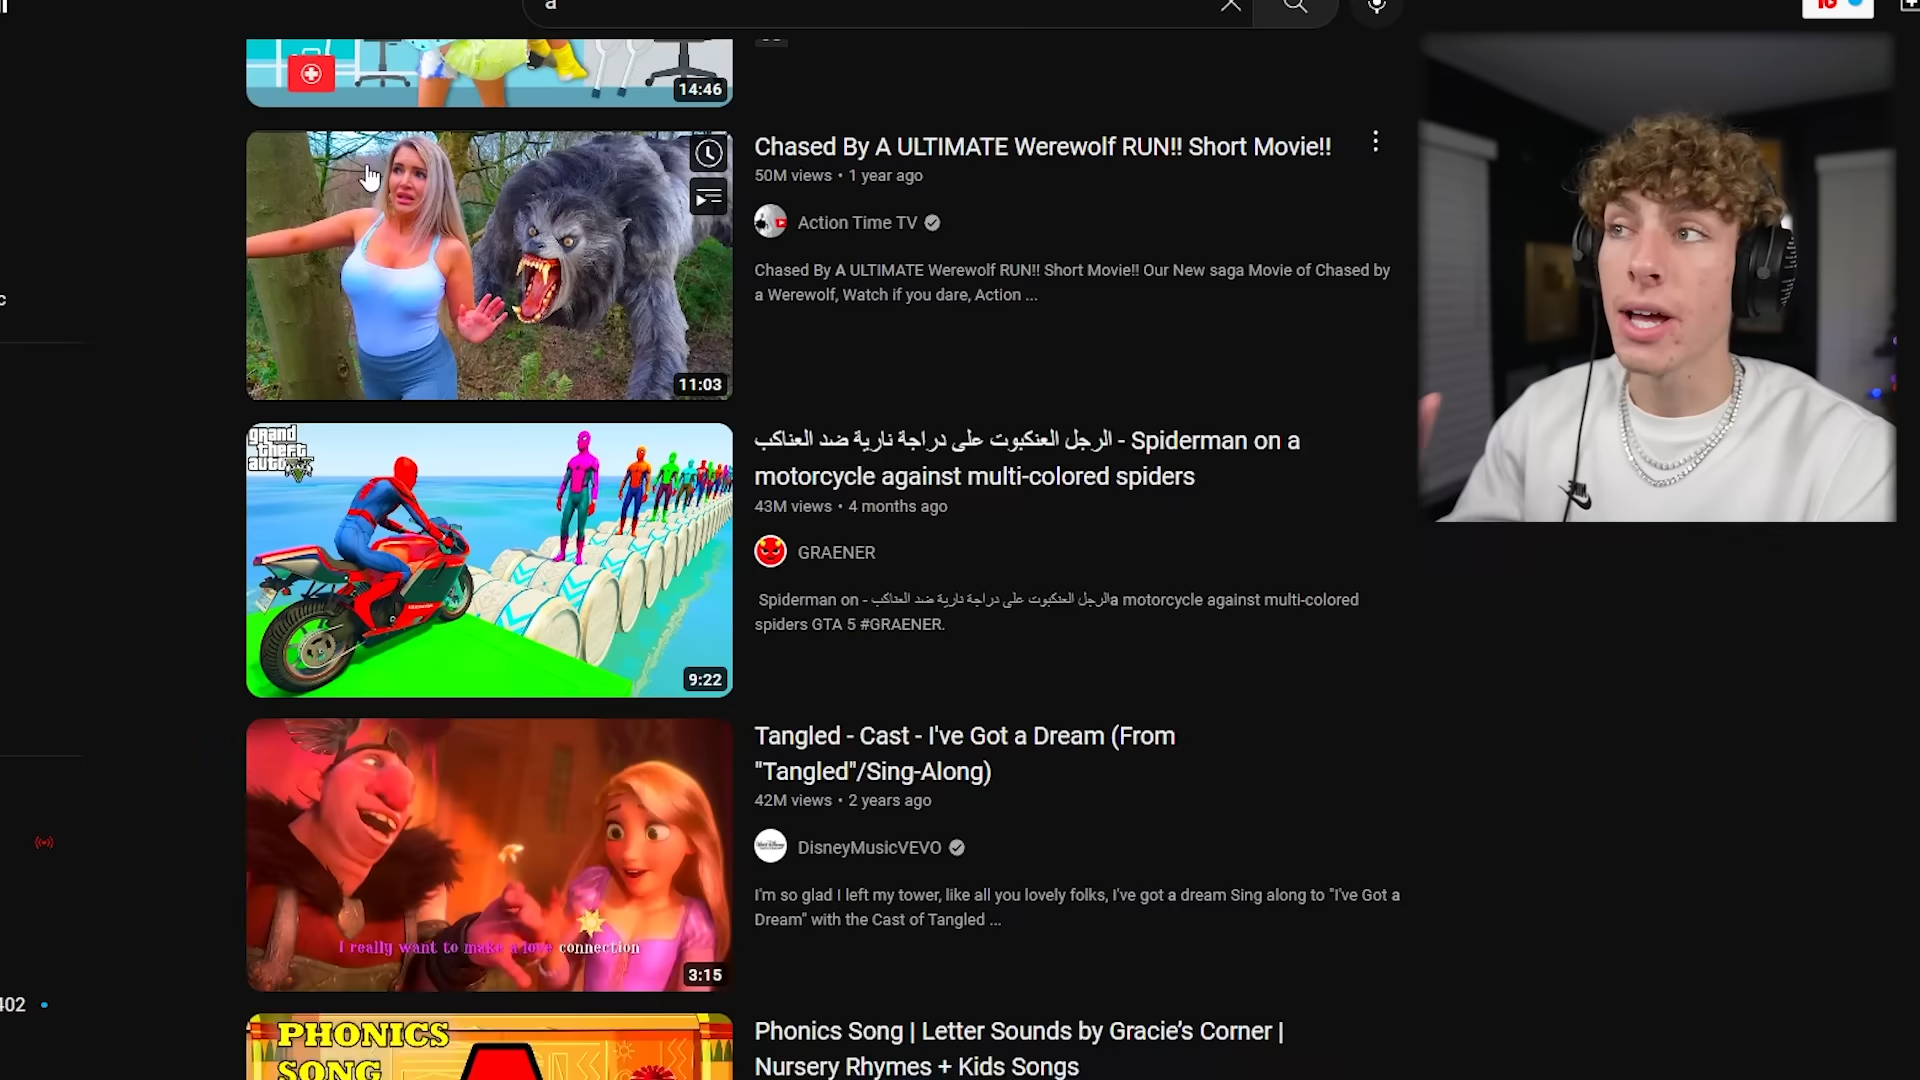 a
14:46
Chased By A ULTIMATE Werewolf RUN!! Short Movie!!
50M views • 1 year ago
Action Time TV
Chased By A ULTIMATE Werewolf RUN!! Short Movie!! Our New saga Movie of Chased by
a Werewolf, Watch if you dare, Action ...
11:03
grand
theft
auto
الرجل العنكبوت على دراجة نارية ضد العناكب - Spiderman on a
motorcycle against multi-colored spiders
43M views • 4 months ago
GRAENER
Spiderman on - الرجل العنكبوت على دراجة نارية ضد العناكبa motorcycle against multi-colored
spiders GTA 5 #GRAENER.
9:22
Tangled - Cast - I've Got a Dream (From
"Tangled"/Sing-Along)
42M views • 2 years ago
DisneyMusicVEVO
I'm so glad I left my tower, like all you lovely folks, I've got a dream Sing along to "I've Got a
Dream" with the Cast of Tangled ...
I really want to make a love connection
3:15
402
PHONICS
SONG
Phonics Song | Letter Sounds by Gracie’s Corner |
Nursery Rhymes + Kids Songs